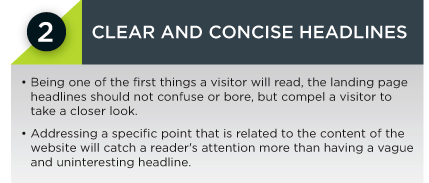 2 CLEAR AND CONCISE HEADLINES
• Being one of the first things a visitor will read, the landing page
headlines should not confuse or bore, but compel a visitor to
take a closer look.
• Addressing a specific point that is related to the content of the
website will catch a reader's attention more than having a vague
and uninteresting headline.